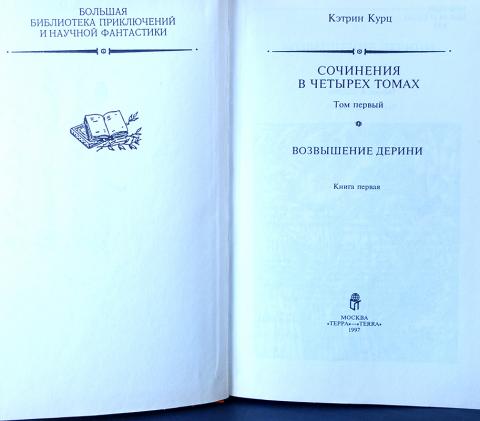 БОЛЬШАЯ
БИБЛИОТЕКА ПРИКЛЮЧЕНИЙ
И НАУЧНОЙ ФАНТАСТИКИ
Кэтрин Курц
СОЧИНЕНИЯ
В ЧЕТЫРЕХ ТОМАХ
Том первый
ВОЗВЫШЕНИЕ ДЕРИНИ
Книга первая
МОСКВА
«ТЕРРА»—«TERRA»
1997